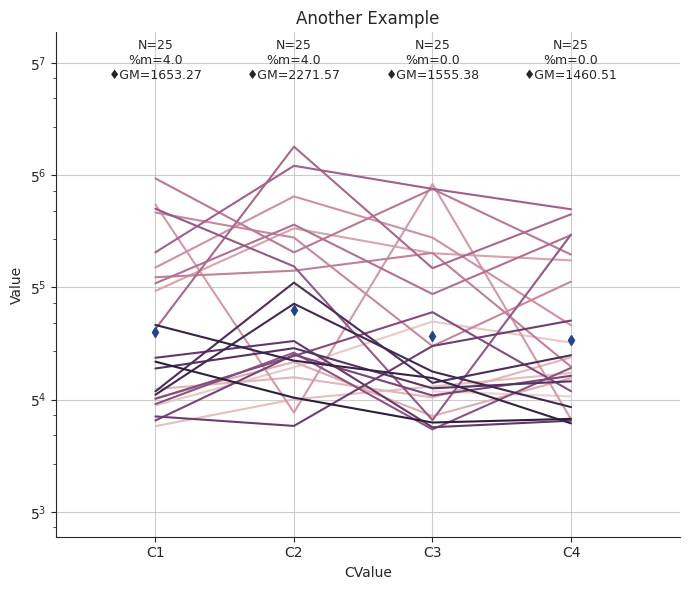 Another Example
N=25 N=25 N=25 N=25
%m=4.0 %m=4.0 %m=0.0 %m=0.0
♦GM=1653.27 ♦GM=2271.57 ♦GM=1555.38 ♦GM=1460.51
5⁷
5⁶
5⁵
5⁴
5³
Value
C1 C2 C3 C4
CValue